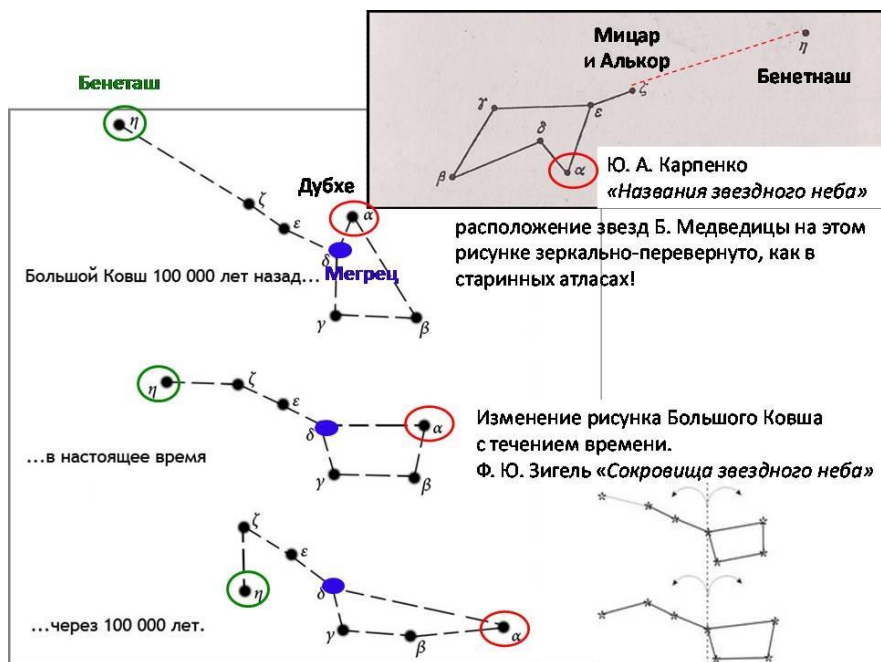 Мицар
и Алькор
η
Бенетнаш
ζ
γ
ε
δ
α
β
Ю. А. Карпенко
«Названия звездного неба»
расположение звезд Б. Медведицы на этом
рисунке зеркально-перевернуто, как в
старинных атласах!
Бенеташ
η
Дубхе
ζ
α
ε
δ
Мегрец
Большой Ковш 100 000 лет назад...
γ
β
η
ζ
ε
α
δ
...в настоящее время
γ
β
Изменение рисунка Большого Ковша
с течением времени.
Ф. Ю. Зигель «Сокровища звездного неба»
ζ
ε
η
δ
γ
β
α
...через 100 000 лет.